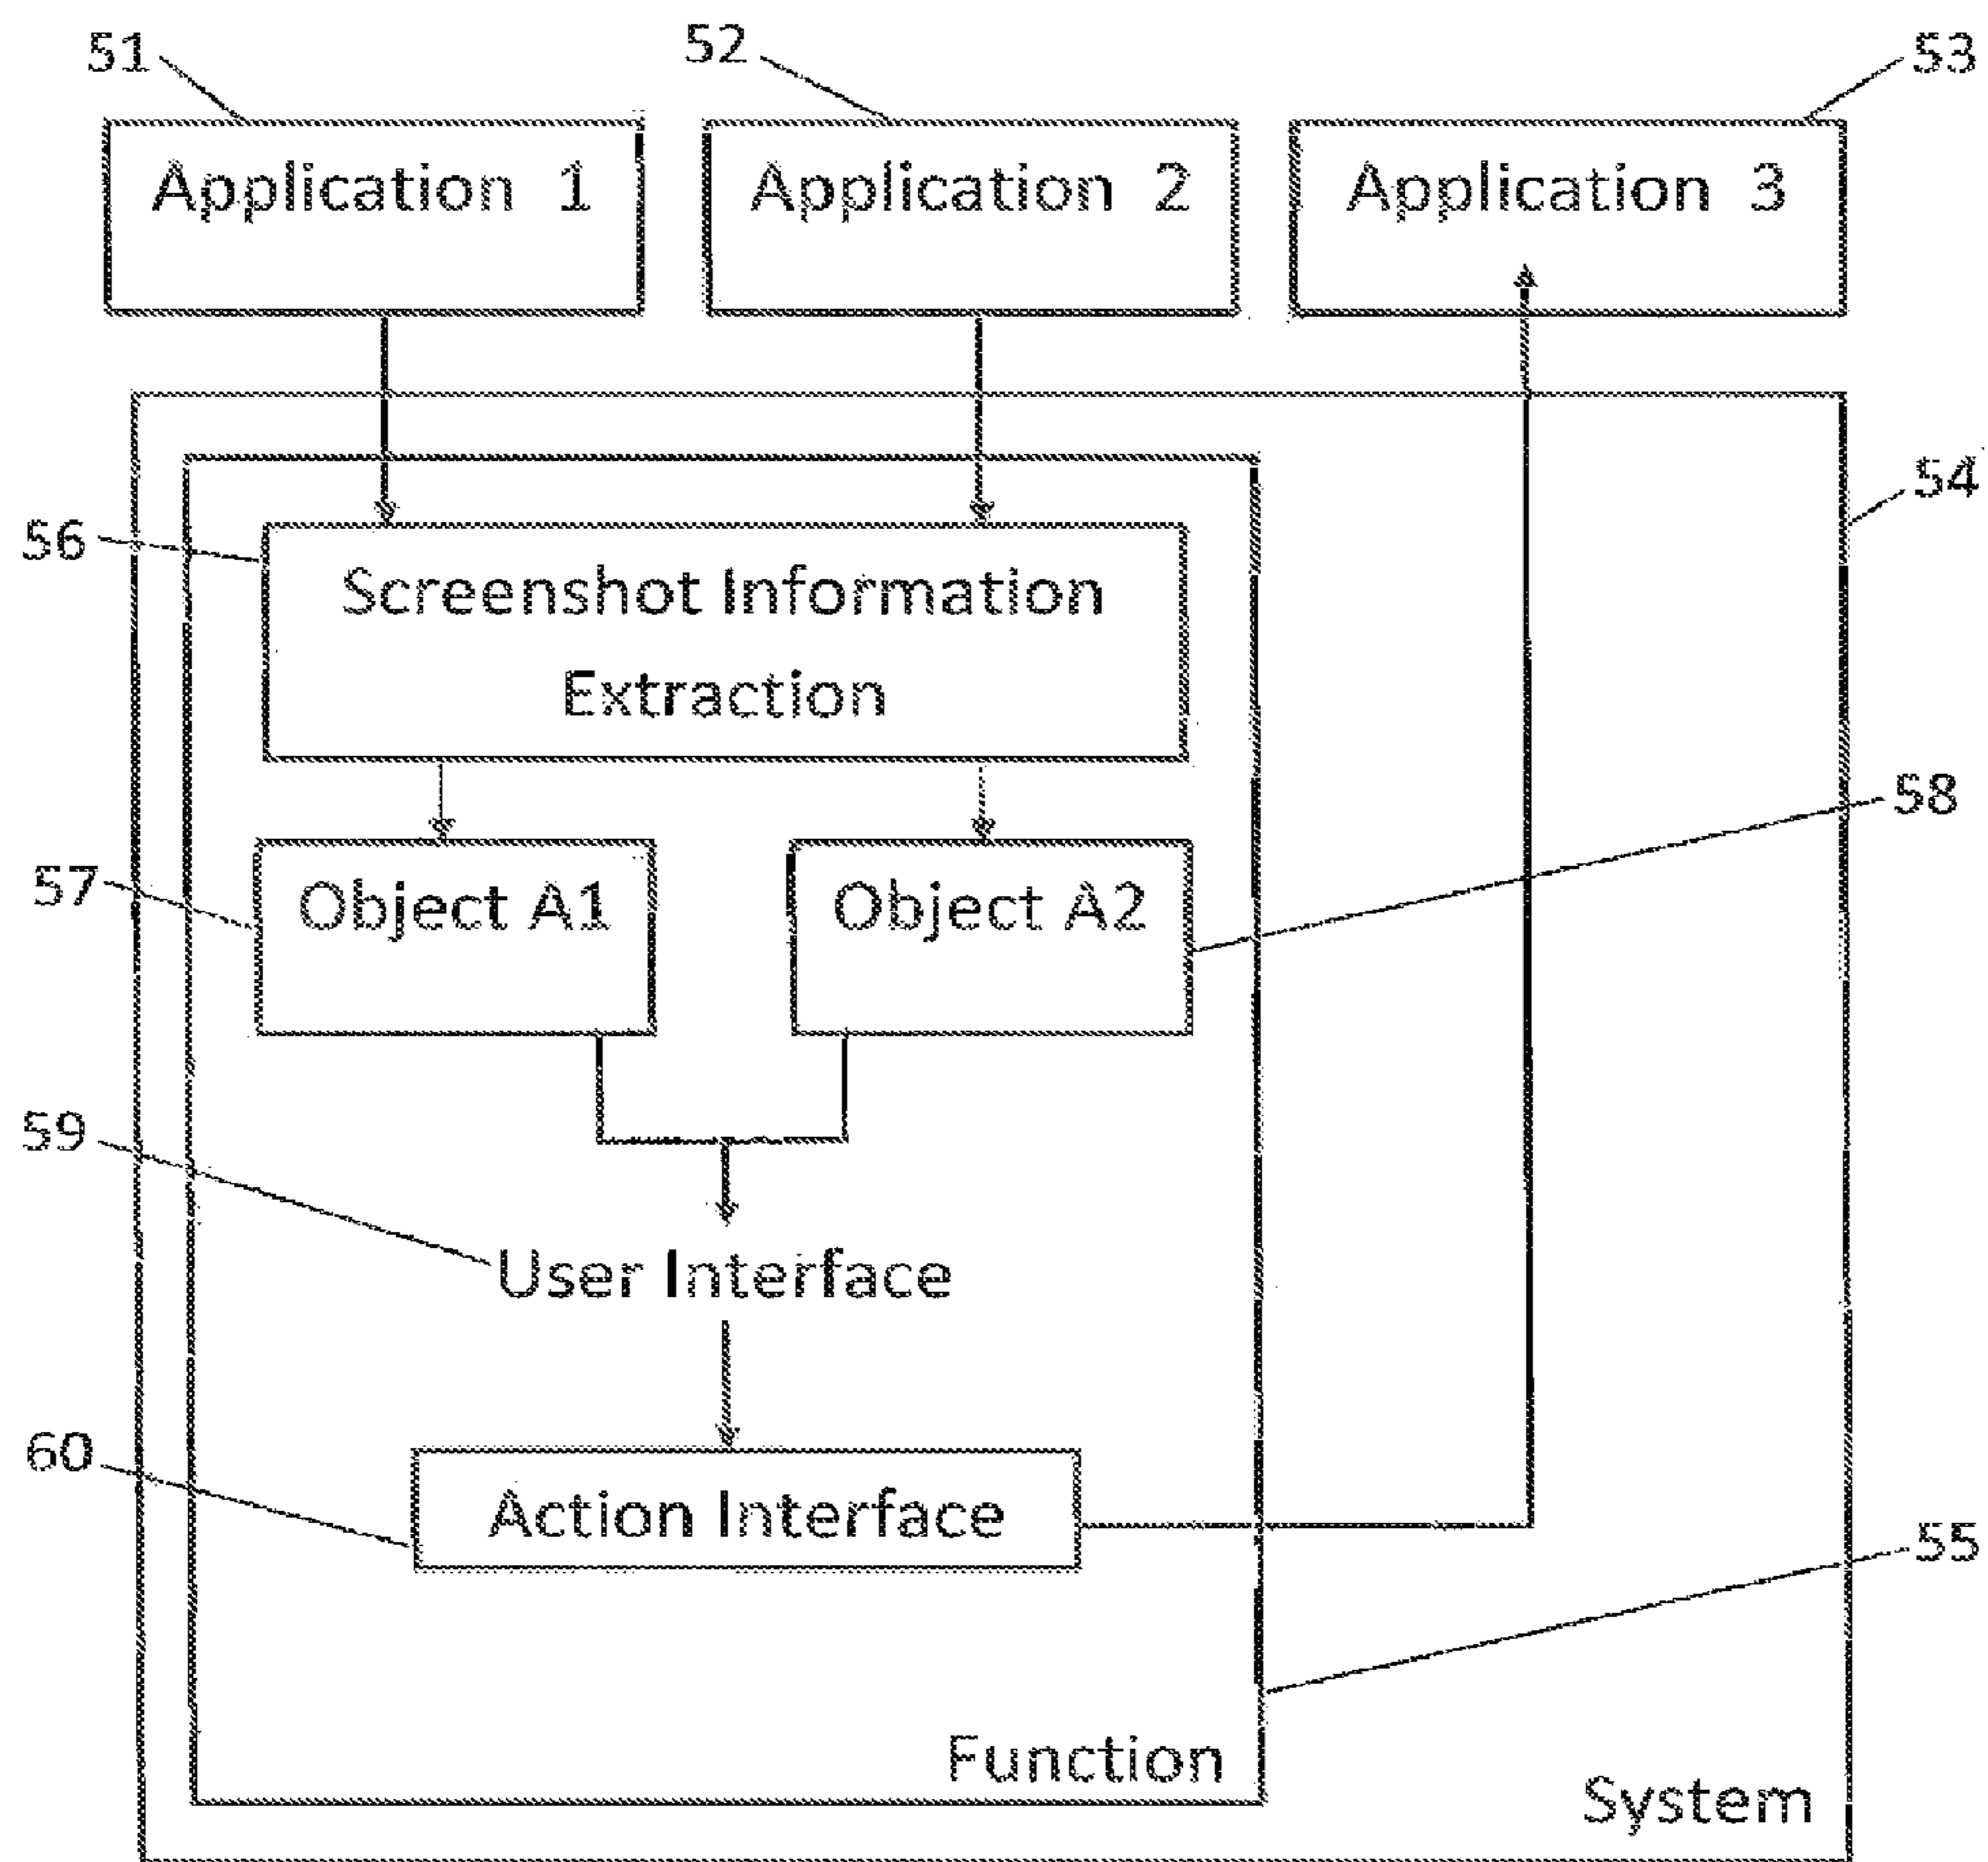 51
52
53
Application 1
Application 2
Application 3
54
56
Screenshot Information
Extraction
58
57
Object A1
Object A2
59
User Interface
60
Action Interface
55
Function
System